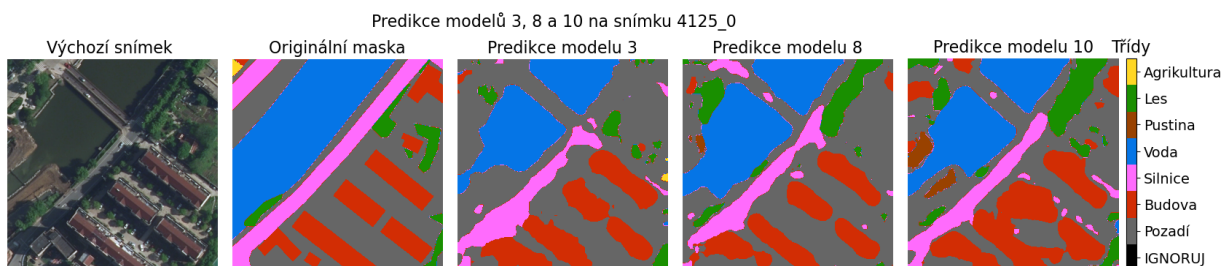 Predikce modelů 3, 8 a 10 na snímku 4125_0
Výchozí snímek
Originální maska
Predikce modelu 3
Predikce modelu 8
Predikce modelu 10
Třídy
Agrikultura
Les
Pustina
Voda
Silnice
Budova
Pozadí
IGNORUJ